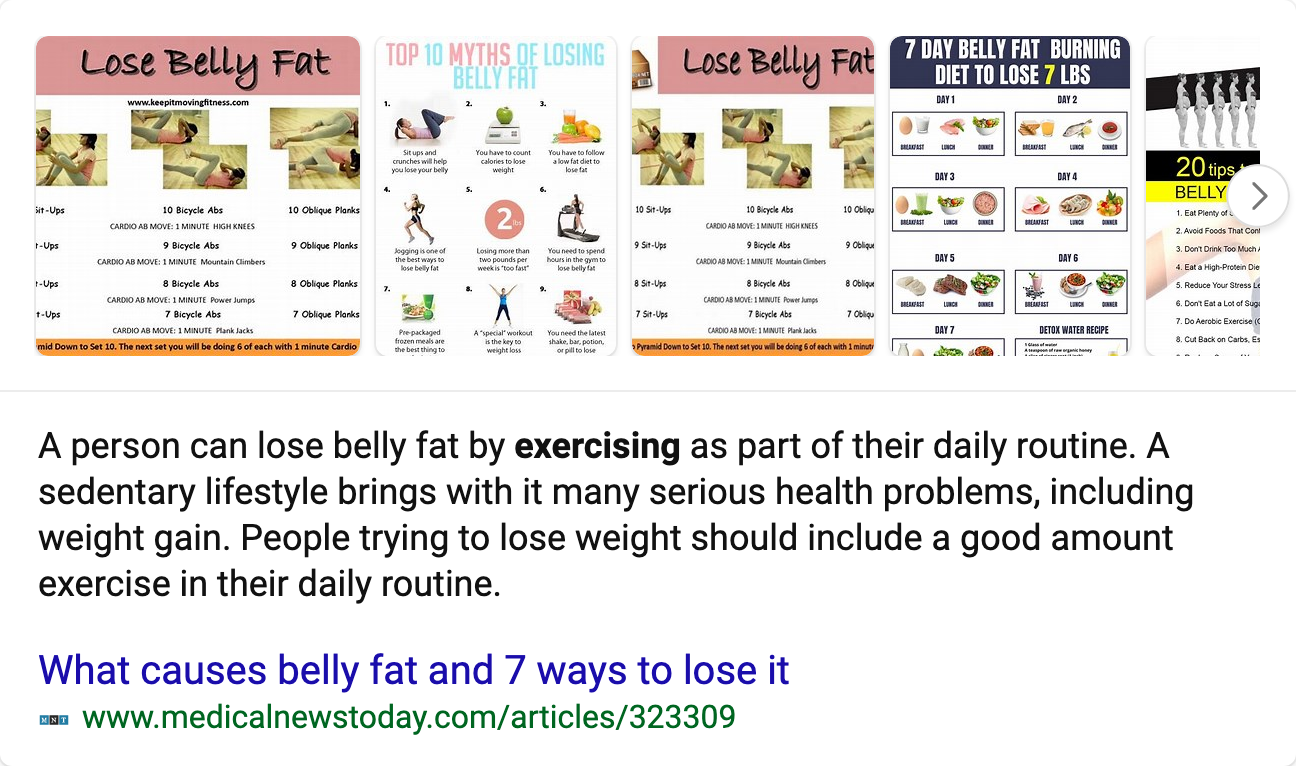 Lose Belly Fat
www.keepitmovingfitness.com
10 Bicycle Abs
10 Oblique Planks
CARDIO AB MOVE: 1 MINUTE HIGH KNEES
9 Bicycle Abs
9 Oblique Planks
CARDIO AB MOVE: 1 MINUTE Mountain Climbers
8 Bicycle Abs
8 Oblique Planks
CARDIO AB MOVE: 1 MINUTE Power Jumps
7 Bicycle Abs
7 Oblique Planks
CARDIO AB MOVE: 1 MINUTE Plank Jacks
Down to Set 10. The next set you will be doing 6 of each with 1 minute Cardio
TOP 10 MYTHS OF LOSING
BELLY FAT
1.
2.
3.
Sit ups and
crunches will help
you lose your belly
You have to count
calories to lose
weight
You have to follow
a low fat diet to
lose fat
4.
5.
6.
2 lbs
Jogging is one of
the best ways to
lose belly fat
Losing more than
two pounds per
week is "too fast"
You need to spend
hours in the gym to
lose belly fat
7.
8.
9.
Pre-packaged
frozen meals are
the best thing to
A "special" workout
is the key to
weight loss
You need the latest
shake, bar, potion,
or pill to lose
Lose Belly Fat
10 Sit-Ups
10 Bicycle Abs
CARDIO AB MOVE: 1 MINUTE HIGH KNEES
9 Sit-Ups
9 Bicycle Abs
CARDIO AB MOVE: 1 MINUTE Mountain Climbers
8 Sit-Ups
8 Bicycle Abs
CARDIO AB MOVE: 1 MINUTE Power Jumps
7 Sit-Ups
7 Bicycle Abs
CARDIO AB MOVE: 1 MINUTE Plank Jacks
Pyramid Down to Set 10. The next set you will be doing 6 of each with 1 minute
7 DAY BELLY FAT BURNING
DIET TO LOSE 7 LBS
DAY 1
DAY 2
BREAKFAST LUNCH DINNER
BREAKFAST LUNCH DINNER
DAY 3
DAY 4
BREAKFAST LUNCH DINNER
BREAKFAST LUNCH DINNER
DAY 5
DAY 6
BREAKFAST LUNCH DINNER
BREAKFAST LUNCH DINNER
DAY 7
DETOX WATER RECIPE
1 Glass of water
A teaspoon of raw organic honey
20 tips
BELLY
1. Eat Plenty of
2. Avoid Foods That
3. Don't Drink Too Much
4. Eat a High-Protein
5. Reduce Your Stress
6. Don't Eat a Lot of
7. Do Aerobic Exercise
8. Cut Back on Carbs,
A person can lose belly fat by exercising as part of their daily routine. A
sedentary lifestyle brings with it many serious health problems, including
weight gain. People trying to lose weight should include a good amount
exercise in their daily routine.
What causes belly fat and 7 ways to lose it
MNT www.medicalnewstoday.com/articles/323309